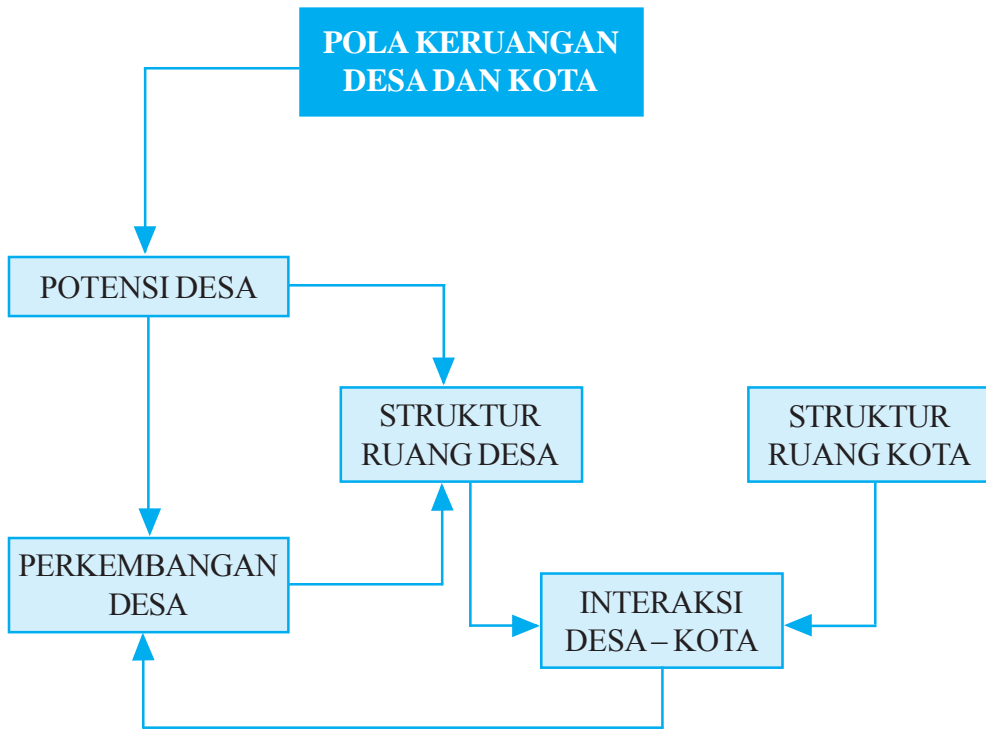 POLA KERUANGAN
DESA DAN KOTA
POTENSI DESA
STRUKTUR
RUANG DESA
STRUKTUR
RUANG KOTA
PERKEMBANGAN
DESA
INTERAKSI
DESA – KOTA